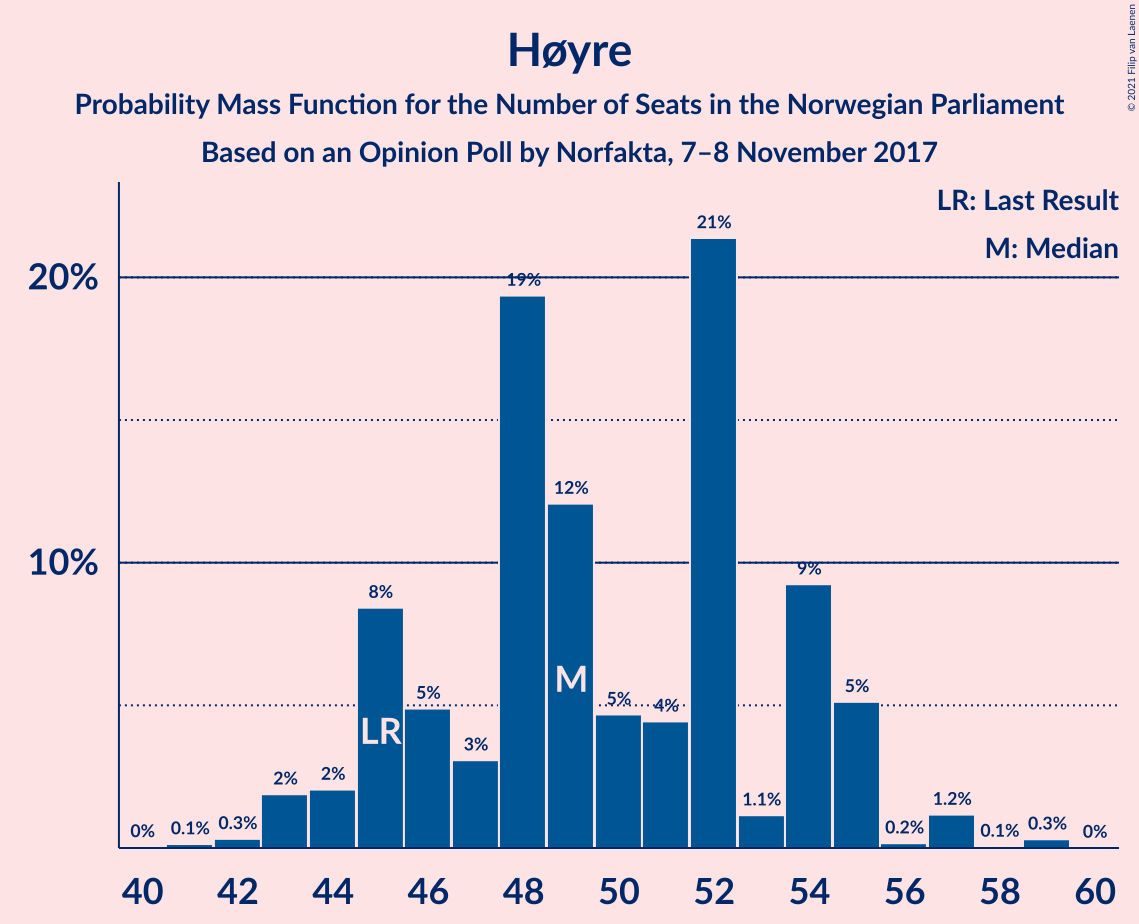 Høyre
Probability Mass Function for the Number of Seats in the Norwegian Parliament
Based on an Opinion Poll by Norfakta, 7–8 November 2017
© 2021 Filip van Laenen
LR: Last Result
M: Median
20%
10%
0%
0.1%
0.3%
2%
2%
8%
5%
3%
19%
12%
5%
4%
21%
1.1%
9%
5%
0.2%
1.2%
0.1%
0.3%
0%
LR
M
40 42 44 46 48 50 52 54 56 58 60